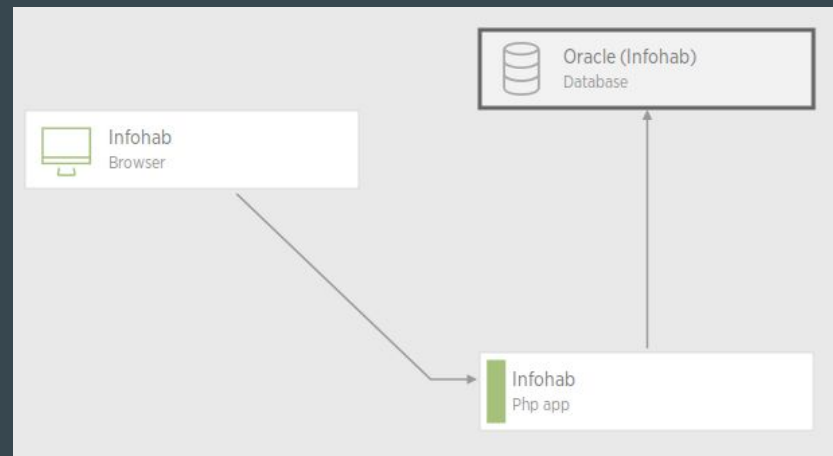 Oracle (Infohab)
Database
Infohab
Browser
Infohab
Php app